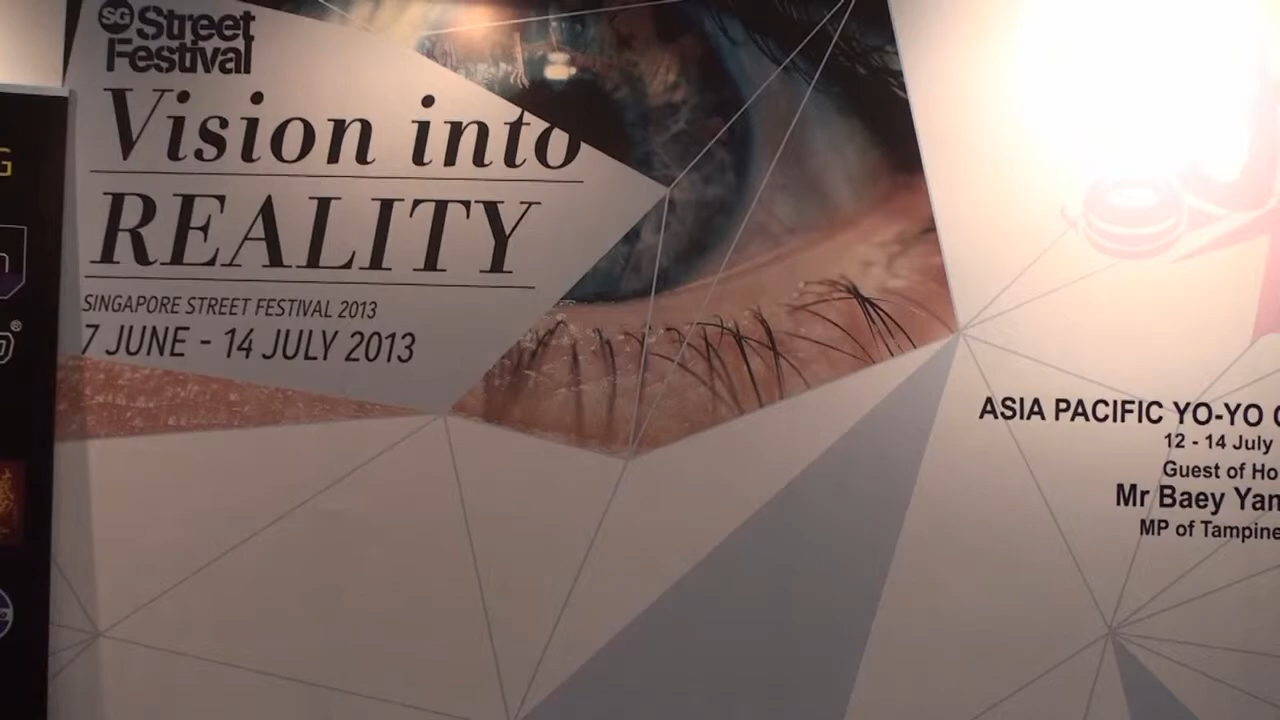 SG Street
Festival
Vision into
REALITY
SINGAPORE STREET FESTIVAL 2013
7 JUNE - 14 JULY 2013
ASIA PACIFIC YO-YO
12 - 14 July
Guest of
Mr Baey
MP of